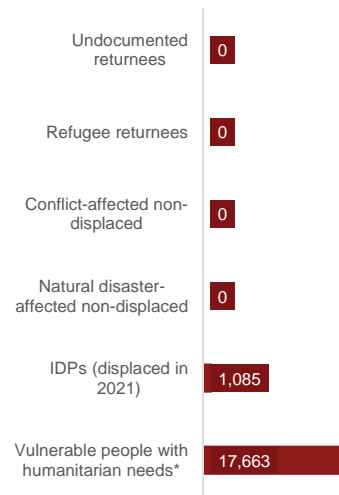 Undocumented
returnees
0
Refugee returnees
0
Conflict-affected non-
displaced
0
Natural disaster-
affected non-displaced
0
IDPs (displaced in
2021)
1,085
Vulnerable people with
humanitarian needs*
17,663